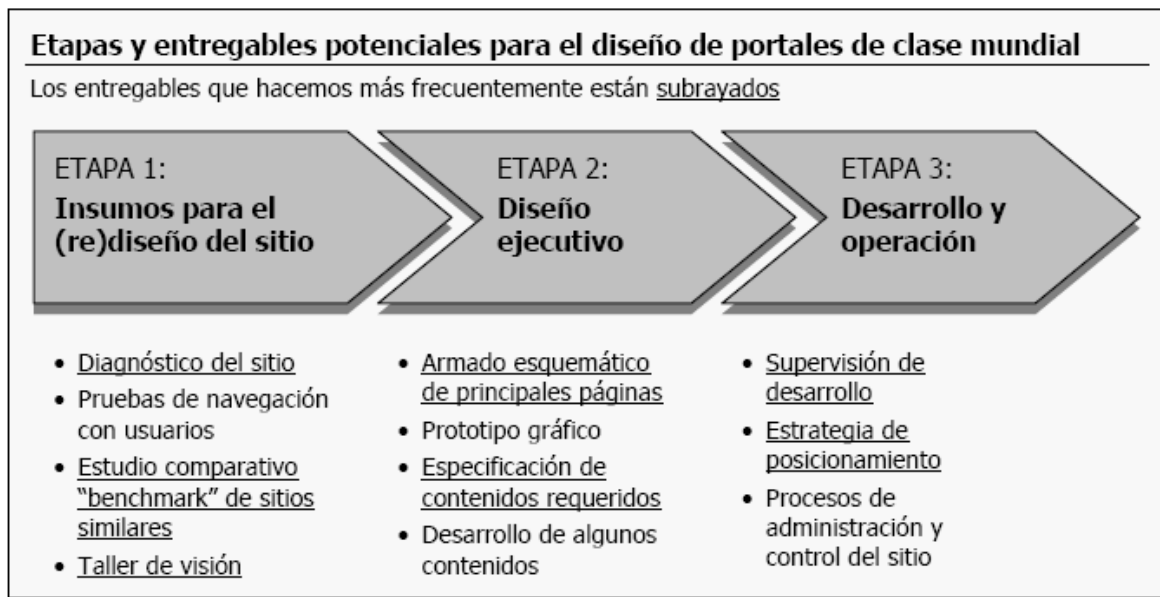 Etapas y entregables potenciales para el diseño de portales de clase mundial
Los entregables que hacemos más frecuentemente están subrayados
ETAPA 1:
Insumos para el
(re)diseño del sitio
ETAPA 2:
Diseño
ejecutivo
ETAPA 3:
Desarrollo y
operación
• Diagnóstico del sitio
• Pruebas de navegación
con usuarios
• Estudio comparativo
“benchmark” de sitios
similares
• Taller de visión
• Armado esquemático
de principales páginas
• Prototipo gráfico
• Especificación de
contenidos requeridos
• Desarrollo de algunos
contenidos
• Supervisión de
desarrollo
• Estrategia de
posicionamiento
• Procesos de
administración y
control del sitio